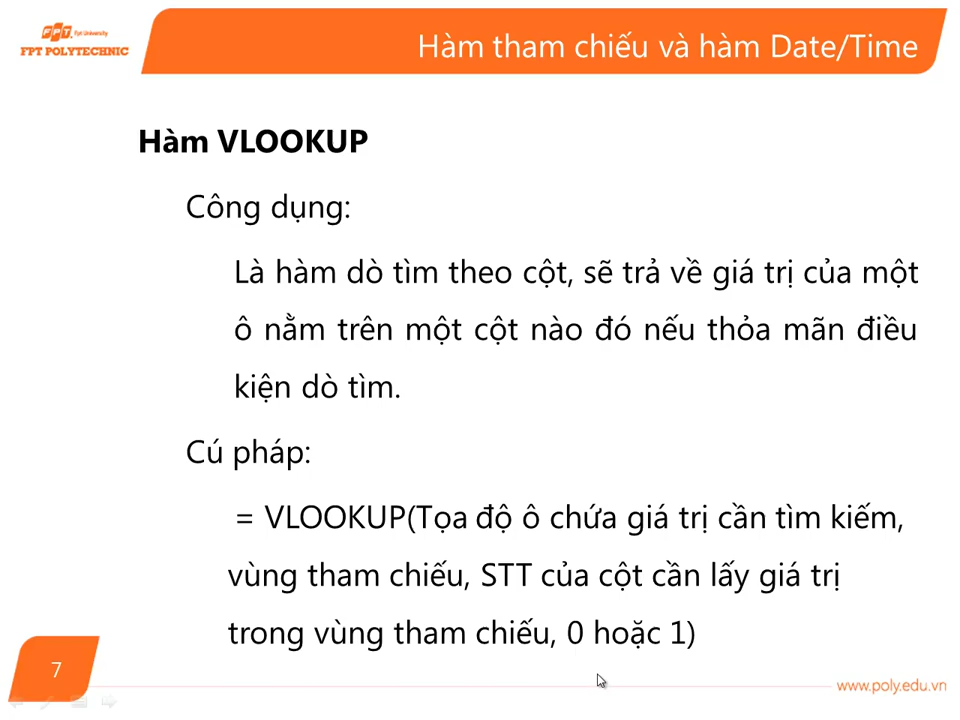 FPT Fpt University
FPT POLYTECHNIC
Hàm tham chiếu và hàm Date/Time
Hàm VLOOKUP
Công dụng:
Là hàm dò tìm theo cột, sẽ trả về giá trị của một
ô nằm trên một cột nào đó nếu thỏa mãn điều
kiện dò tìm.
Cú pháp:
= VLOOKUP(Tọa độ ô chứa giá trị cần tìm kiếm,
vùng tham chiếu, STT của cột cần lấy giá trị
trong vùng tham chiếu, 0 hoặc 1)
7
www.poly.edu.vn